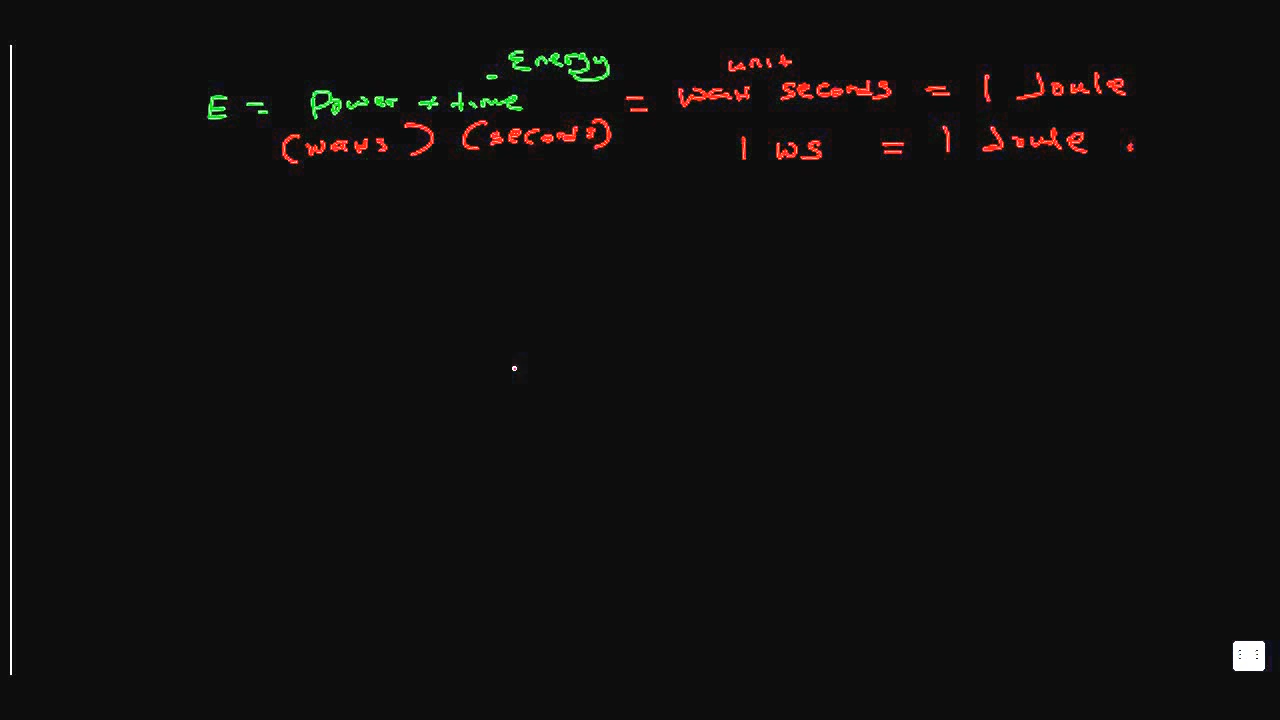 Energy
unit
E = Power * time = watt seconds = 1 Joule
(watts) (seconds)
1 WS = 1 Joule .